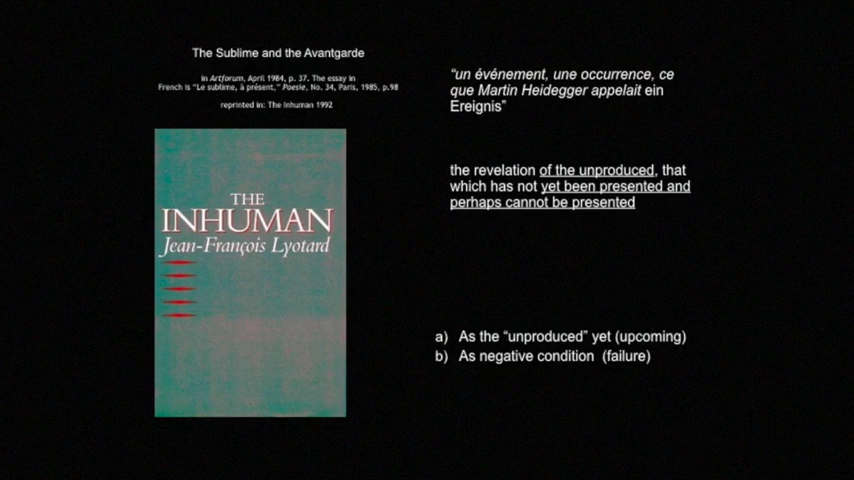 The Sublime and the Avantgarde
in Artforum, April 1984, p. 37. The essay in
French is "Le sublime, à présent," Poesie, No. 34, Paris, 1985, p.98
reprinted in: The Inhuman 1992
THE
INHUMAN
Jean-François Lyotard
“un événement, une occurrence, ce
que Martin Heidegger appelait ein
Ereignis”
the revelation of the unproduced, that
which has not yet been presented and
perhaps cannot be presented
a) As the “unproduced” yet (upcoming)
b) As negative condition (failure)